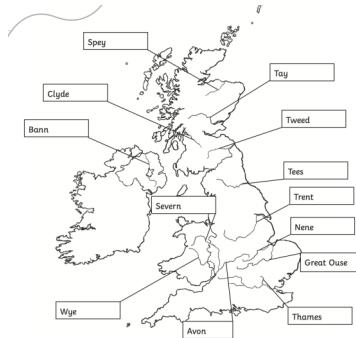 Spey
Tay
Clyde
Tweed
Bann
Tees
Trent
Severn
Nene
Great Ouse
Wye
Thames
Avon